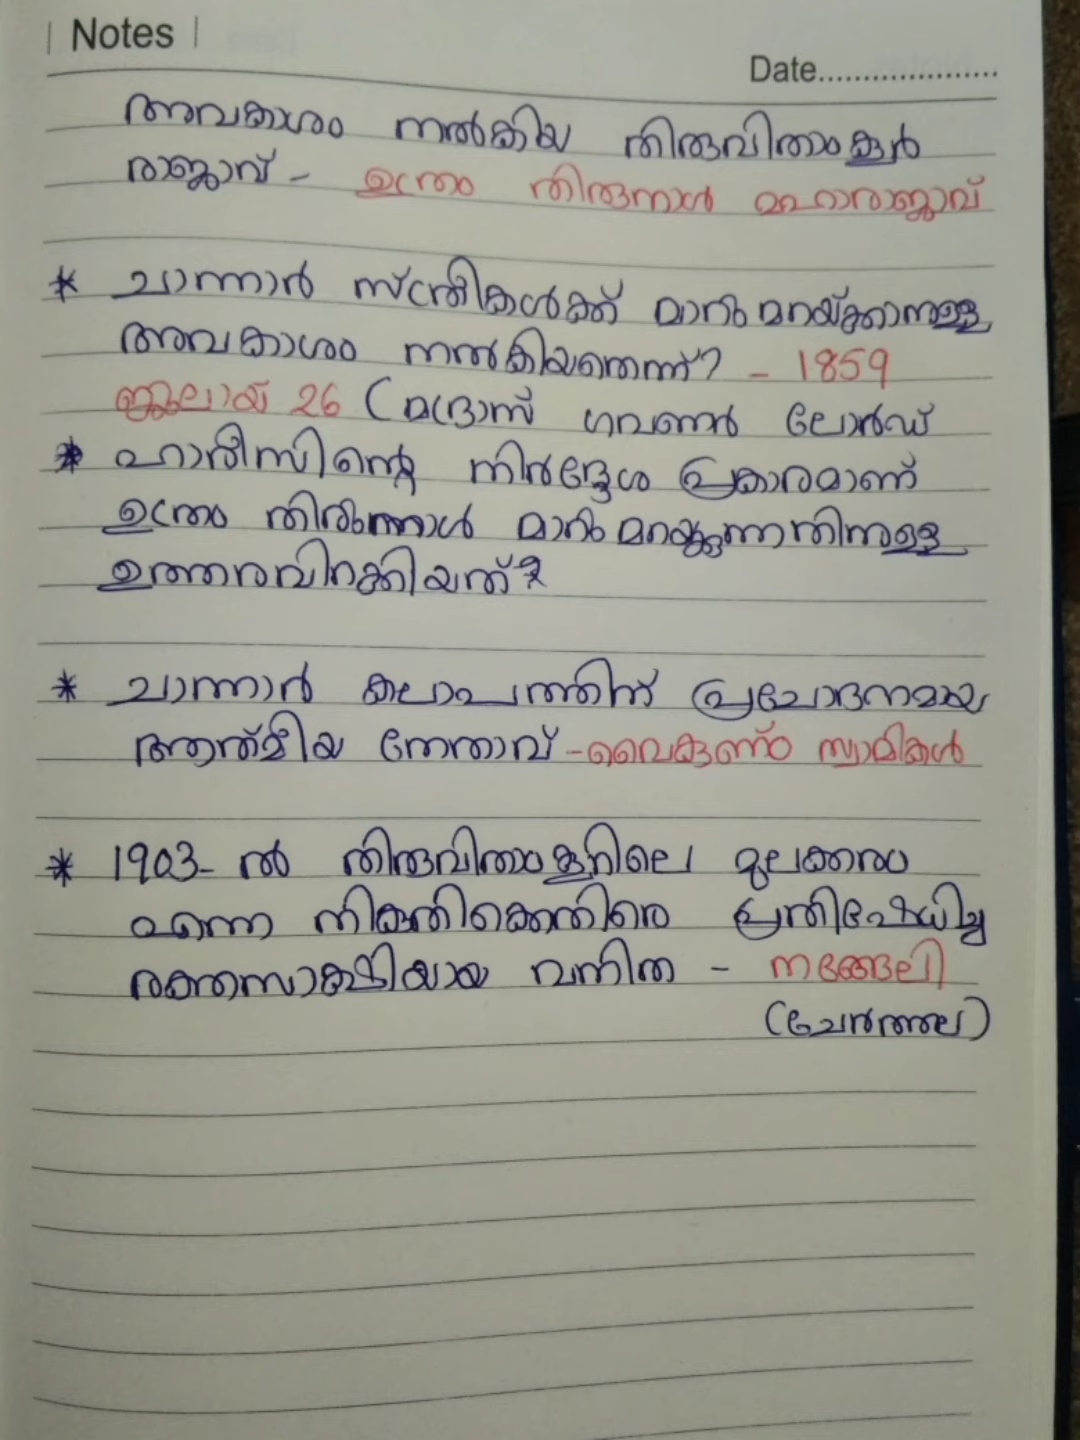 | Notes |
Date....................
അവകാശം നൽകിയ തിരുവിതാംകൂർ
രാജാവ് - ഉത്രം തിരുനാൾ മഹാരാജാവ്
* ചാന്നാർ സ്ത്രീകൾക്ക് മാറുമറയ്ക്കാനുള്ള
അവകാശം നൽകിയതെന്ന്? - 1859
ജൂലായ് 26 (മദ്രാസ് ഗവർണർ ലോർഡ്
* ഹാരീസിന്റെ നിർദ്ദേശ പ്രകാരമാണ്
ഉത്രം തിരുന്നാൾ മാറുമറക്കുന്നതിനുള്ള
ഉത്തരവിറക്കിയത്?
* ചാന്നാർ കലാപത്തിന് പ്രചോദനമായ
ആത്മീയ നേതാവ് - വൈകുണ്ഠ സ്വാമികൾ
* 1903- ൽ തിരുവിതാംകൂറിലെ മുലക്കരം
എന്ന നികുതിക്കെതിരെ പ്രതിഷേധിച്ച
രക്തസാക്ഷിയായ വനിത - നങ്ങേലി
(ചേർത്തല)